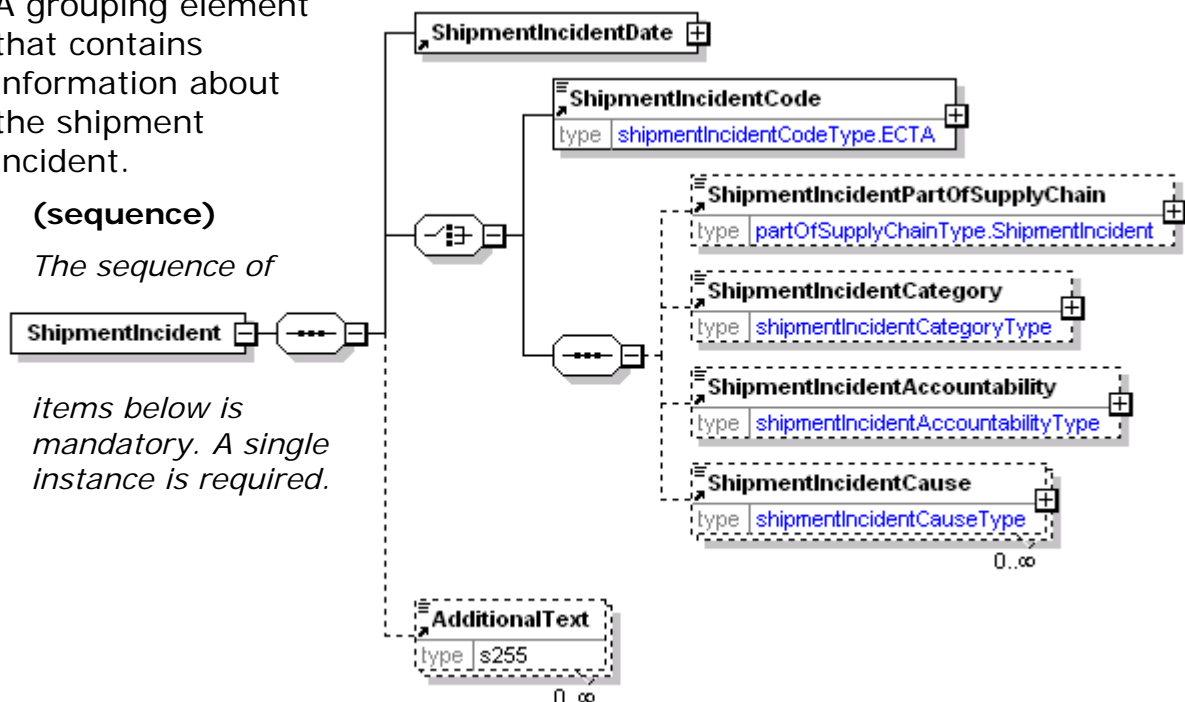 A grouping element
that contains
information about
the shipment
incident.
(sequence)
The sequence of
items below is
mandatory. A single
instance is required.
ShipmentIncident
ShipmentIncidentDate
ShipmentIncidentCode
type shipmentIncidentCodeType.ECTA
ShipmentIncidentPartOfSupplyChain
type partOfSupplyChainType.ShipmentIncident
ShipmentIncidentCategory
type shipmentIncidentCategoryType
ShipmentIncidentAccountability
type shipmentIncidentAccountabilityType
ShipmentIncidentCause
type shipmentIncidentCauseType
0..∞
AdditionalText
type s255
0..∞